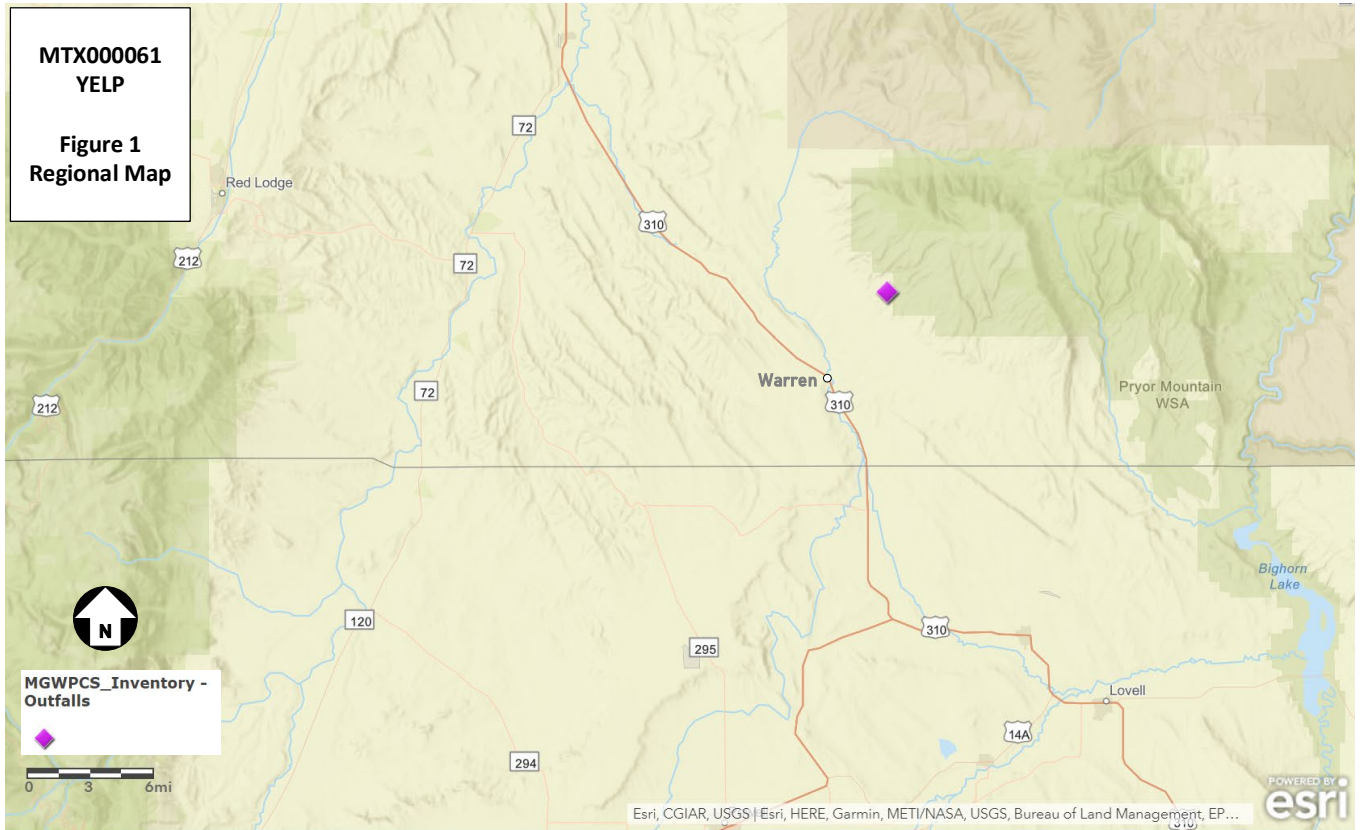 MTX000061
YELP
Figure 1
Regional Map
72
Red Lodge
310
212
72
72
Warren
310
212
Pryor Mountain
WSA
Bighorn
Lake
N
120
310
295
MGWPCS_Inventory -
Outfalls
Lovell
14A
294
0 3 6mi
POWERED BY
esri
Esri, CGIAR, USGS | Esri, HERE, Garmin, METI/NASA, USGS, Bureau of Land Management, EP...
310